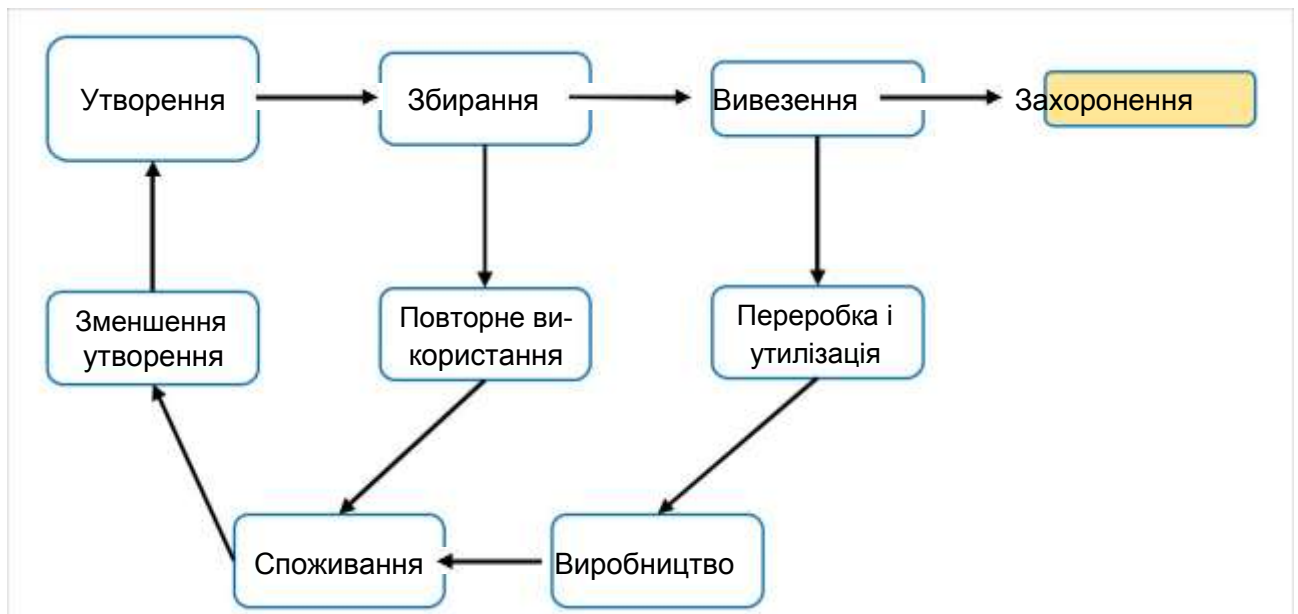 Утворення
Збирання
Вивезення
Захоронення
Зменшення
утворення
Повторне ви-
користання
Переробка і
утилізація
Споживання
Виробництво